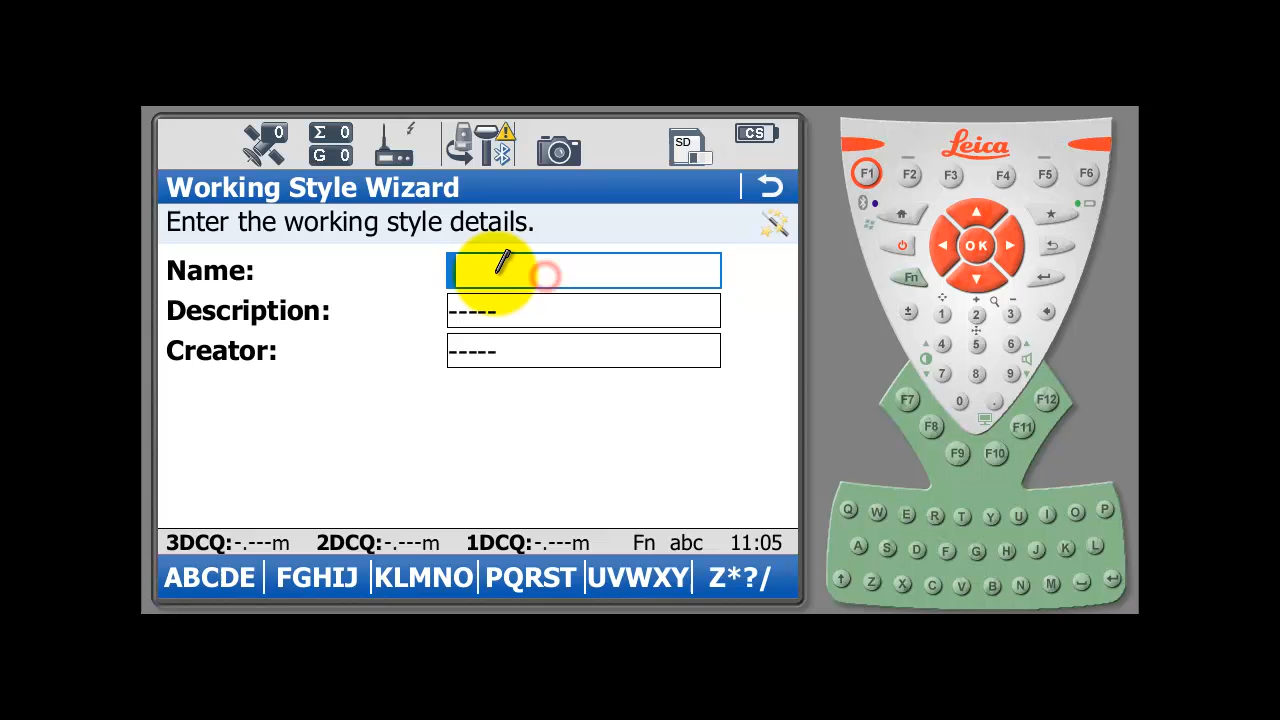 0
Σ 0
G 0
SD
CS
Working Style Wizard
Enter the working style details.
Name:
Description: -----
Creator: -----
3DCQ:-.---m 2DCQ:-.---m 1DCQ:-.---m Fn abc 11:05
ABCDE FGHIJ KLMNO PQRST UVWXY Z*?/
Leica
F1 F2 F3 F4 F5 F6
OK
Fn
± 1 2 3
4 5 6
7 8 9
0 .
F7 F12
F8 F11
F9 F10
Q W E R T Y U I O P
A S D F G H J K L
Z X C V B N M